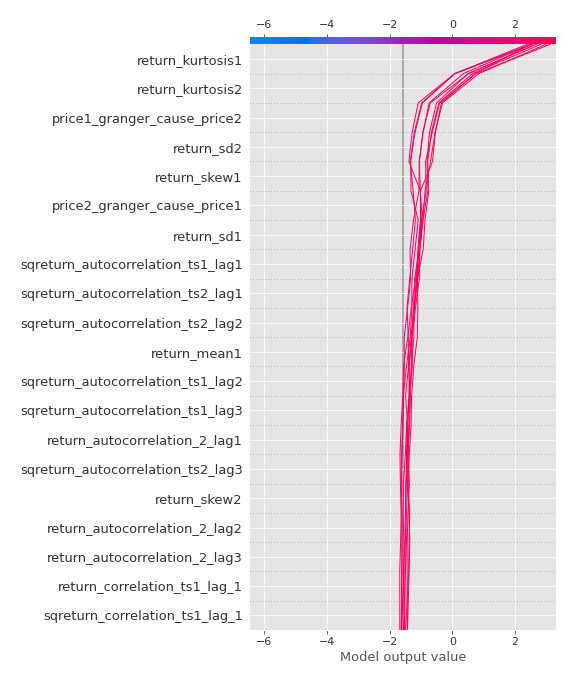 −6 −4 −2 0 2
return_kurtosis1
return_kurtosis2
price1_granger_cause_price2
return_sd2
return_skew1
price2_granger_cause_price1
return_sd1
sqreturn_autocorrelation_ts1_lag1
sqreturn_autocorrelation_ts2_lag1
sqreturn_autocorrelation_ts2_lag2
return_mean1
sqreturn_autocorrelation_ts1_lag2
sqreturn_autocorrelation_ts1_lag3
return_autocorrelation_2_lag1
sqreturn_autocorrelation_ts2_lag3
return_skew2
return_autocorrelation_2_lag2
return_autocorrelation_2_lag3
return_correlation_ts1_lag_1
sqreturn_correlation_ts1_lag_1
−6 −4 −2 0 2
Model output value